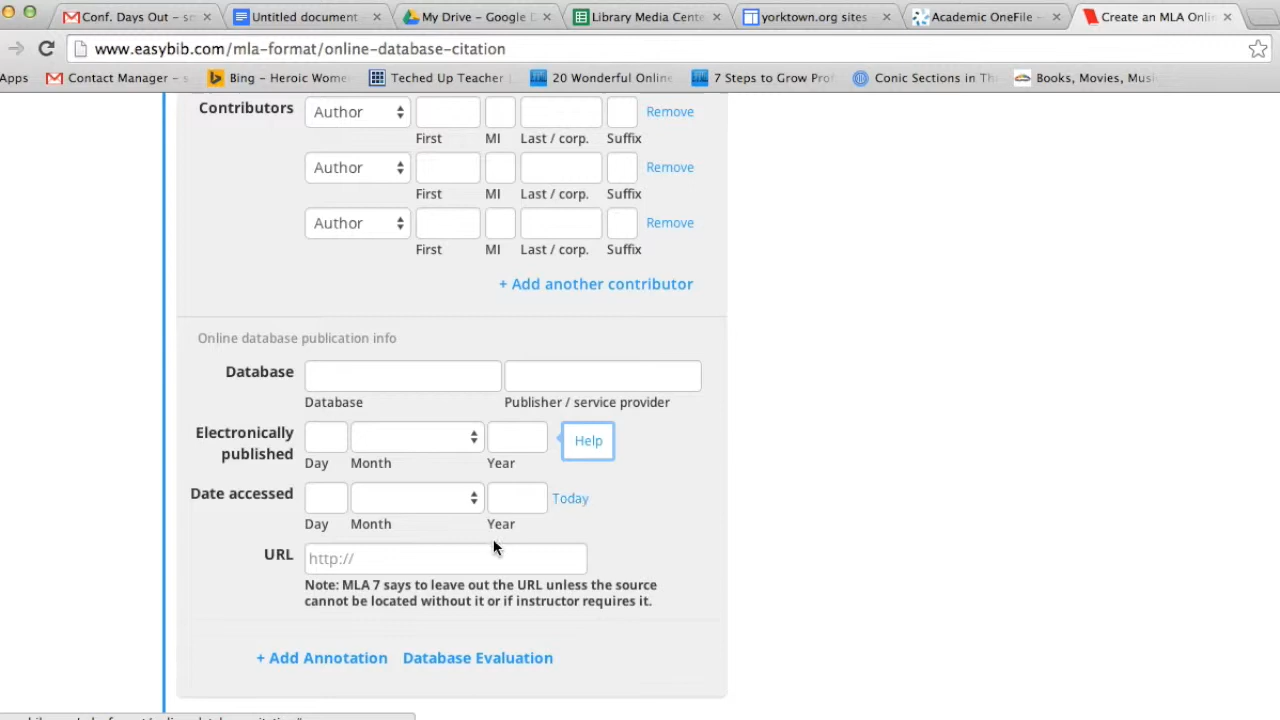 Conf. Days Out – sr
Untitled document
My Drive – Google D
Library Media Cente
yorktown.org sites
Academic OneFile –
Create an MLA Onlin
www.easybib.com/mla-format/online-database-citation
Apps
Contact Manager – s
Bing – Heroic Wome
Teched Up Teacher
20 Wonderful Online
7 Steps to Grow Prof
Conic Sections in Th
Books, Movies, Musi
Contributors
Author
Remove
First
MI
Last / corp.
Suffix
Author
Remove
First
MI
Last / corp.
Suffix
Author
Remove
First
MI
Last / corp.
Suffix
+ Add another contributor
Online database publication info
Database
Database
Publisher / service provider
Electronically
published
Help
Day
Month
Year
Date accessed
Today
Day
Month
Year
URL
http://
Note: MLA 7 says to leave out the URL unless the source
cannot be located without it or if instructor requires it.
+ Add Annotation
Database Evaluation